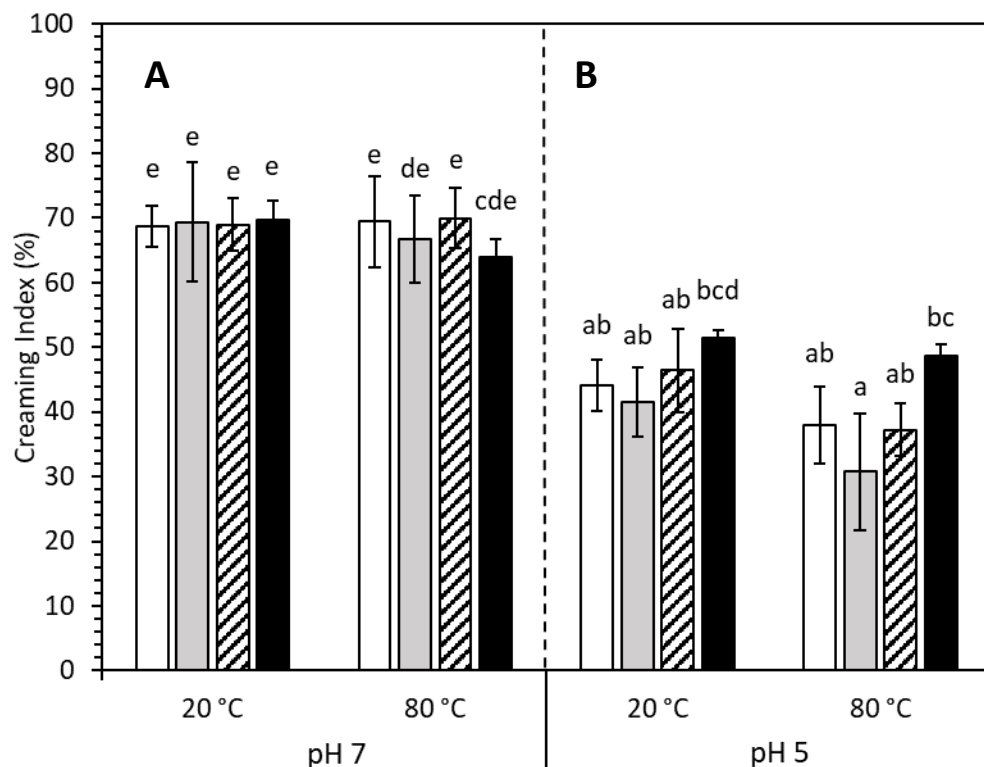 Creaming Index (%)
100
90
80
70
60
50
40
30
20
10
0
A
B
e
e
e
e
e
de
e
cde
ab
ab
ab
bcd
ab
a
ab
bc
20 °C
80 °C
20 °C
80 °C
pH 7
pH 5